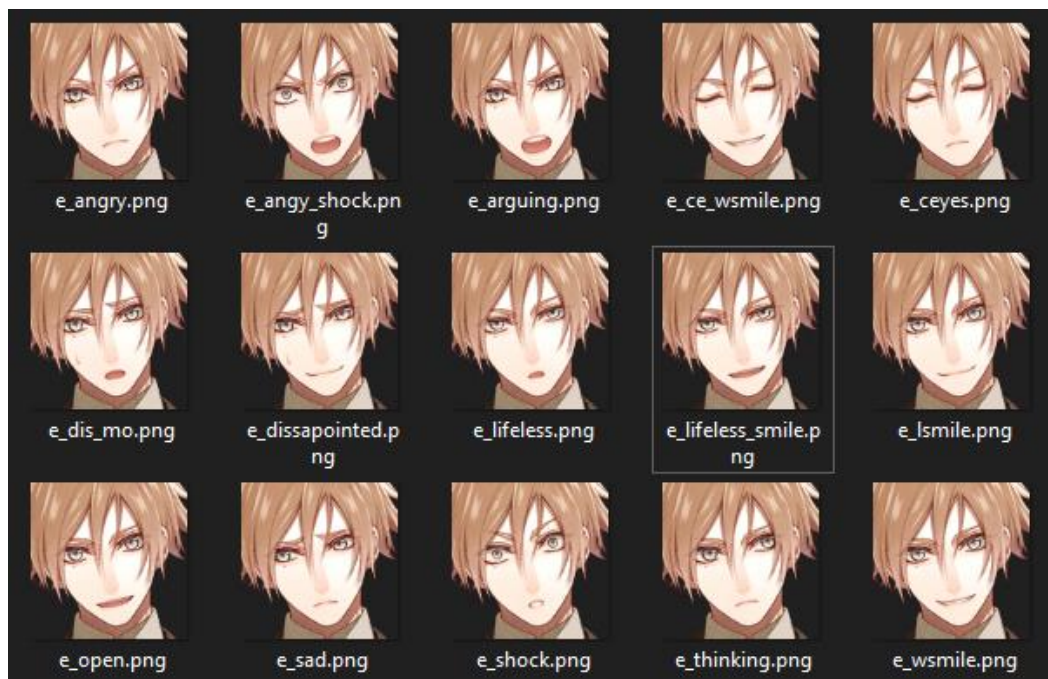 e_angry.png
e_angy_shock.pn
g
e_arguing.png
e_ce_wsmile.png
e_ceyes.png
e_dis_mo.png
e_dissapointed.p
ng
e_lifeless.png
e_lifeless_smile.p
ng
e_lsmile.png
e_open.png
e_sad.png
e_shock.png
e_thinking.png
e_wsmile.png